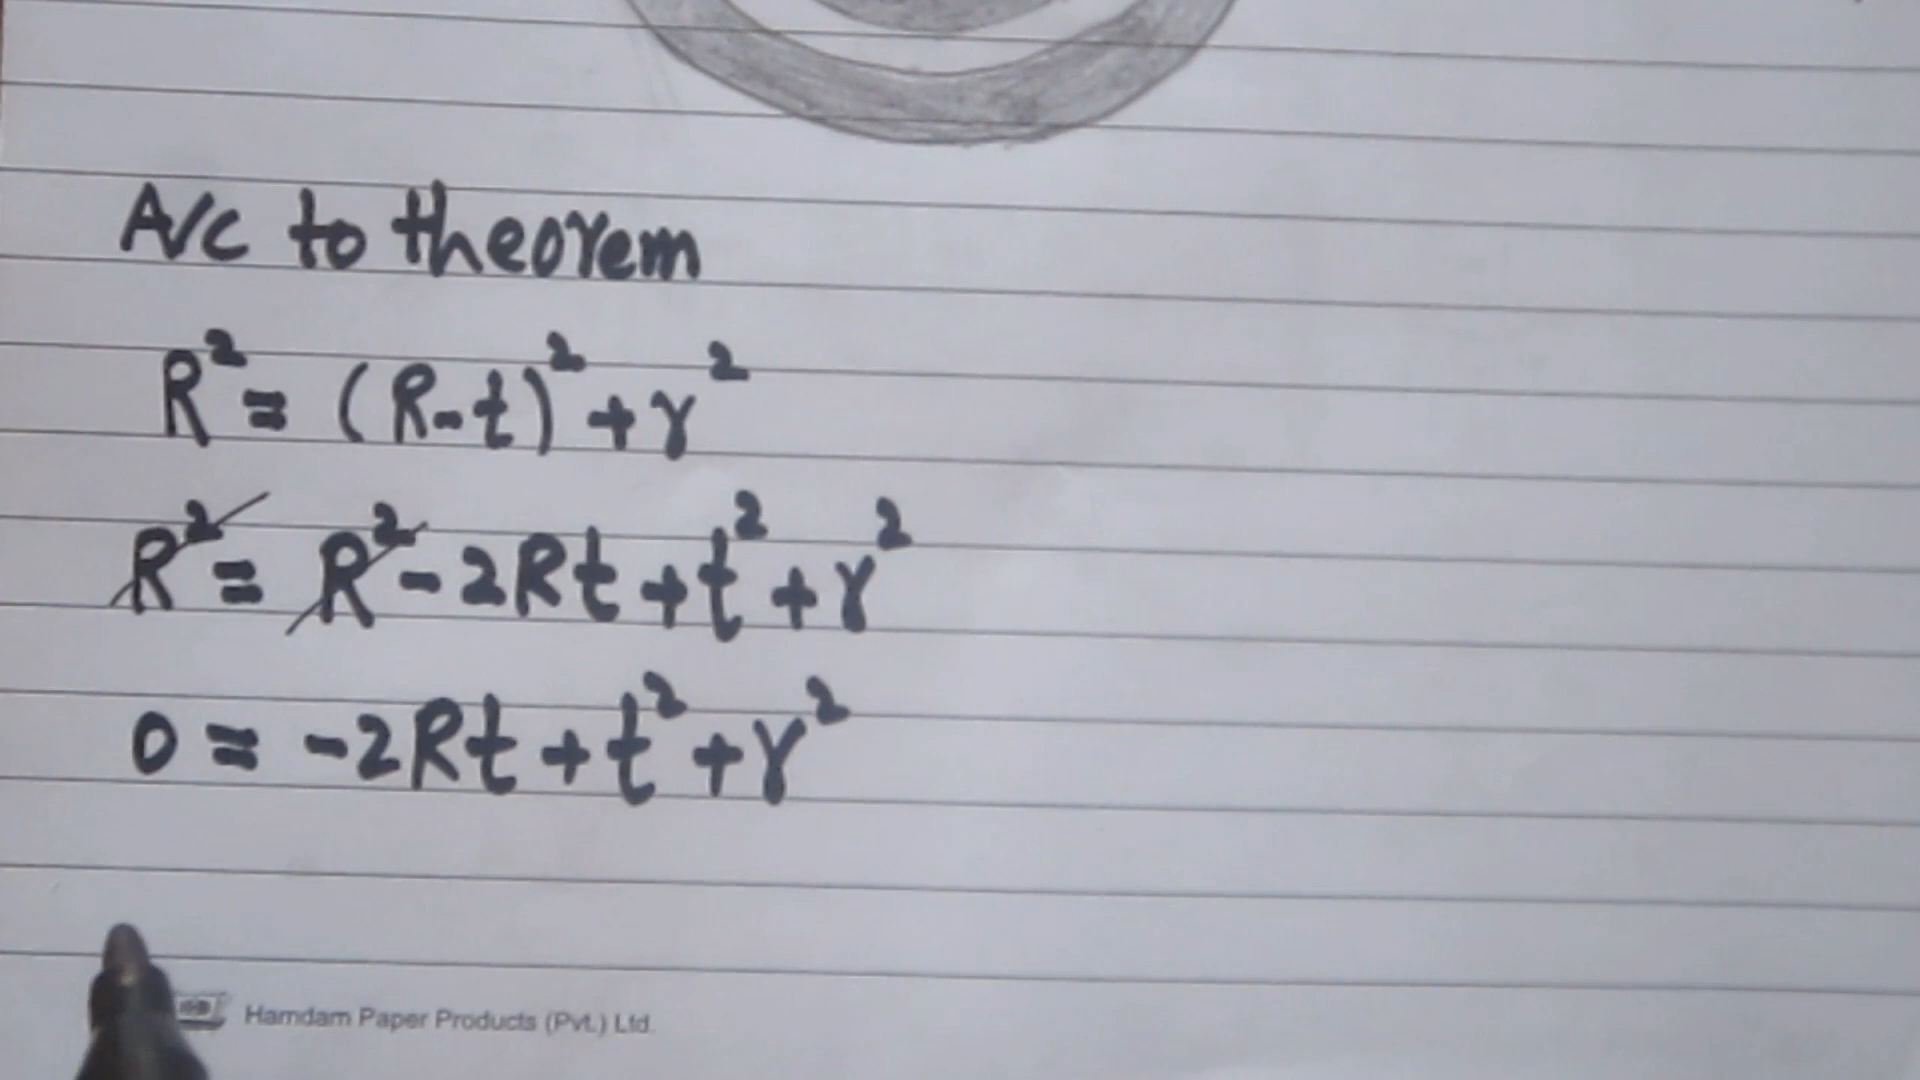 A/c to theorem
R² = (R-t)² + r²
R² = R² - 2Rt + t² + r²
0 = -2Rt + t² + r²
Hamdam Paper Products (Pvt.) Ltd.